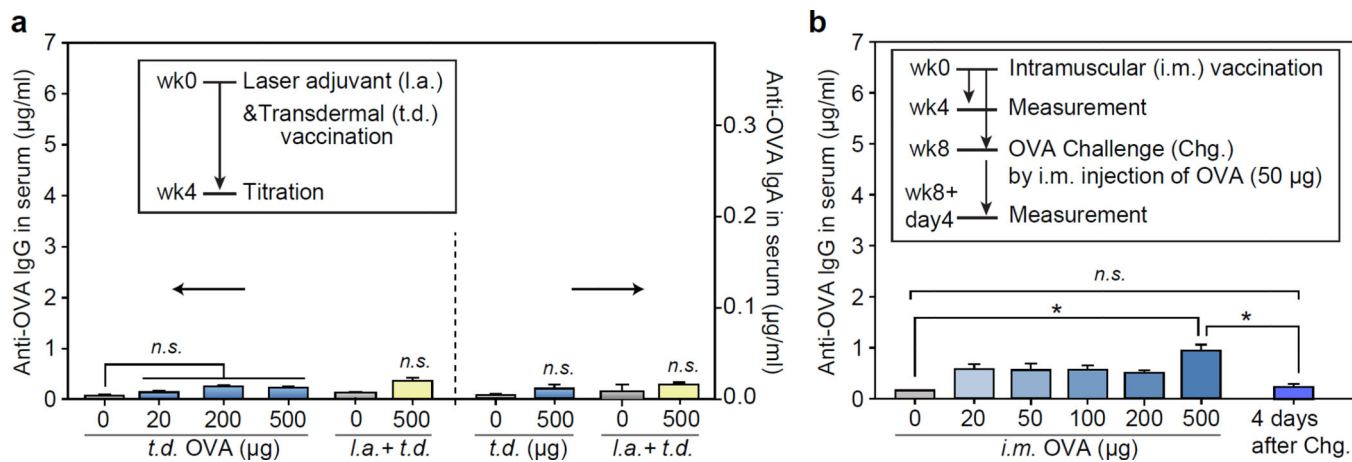 a
Anti-OVA IgG in serum (µg/ml)
7
6
5
4
3
2
1
0
wk0
Laser adjuvant (l.a.)
&Transdermal (t.d.)
vaccination
wk4
Titration
n.s.
n.s.
n.s.
n.s.
0.3
0.2
0.1
0.0
Anti-OVA IgA in serum (µg/ml)
0 20 200 500 0 500 0 500 0 500
t.d. OVA (µg) l.a.+ t.d. t.d. (µg) l.a.+ t.d.
b
Anti-OVA IgG in serum (µg/ml)
7
6
5
4
3
2
1
0
wk0
Intramuscular (i.m.) vaccination
wk4
Measurement
wk8
OVA Challenge (Chg.)
by i.m. injection of OVA (50 µg)
wk8+
day4
Measurement
n.s.
*
*
0 20 50 100 200 500
i.m. OVA (µg)
4 days
after Chg.